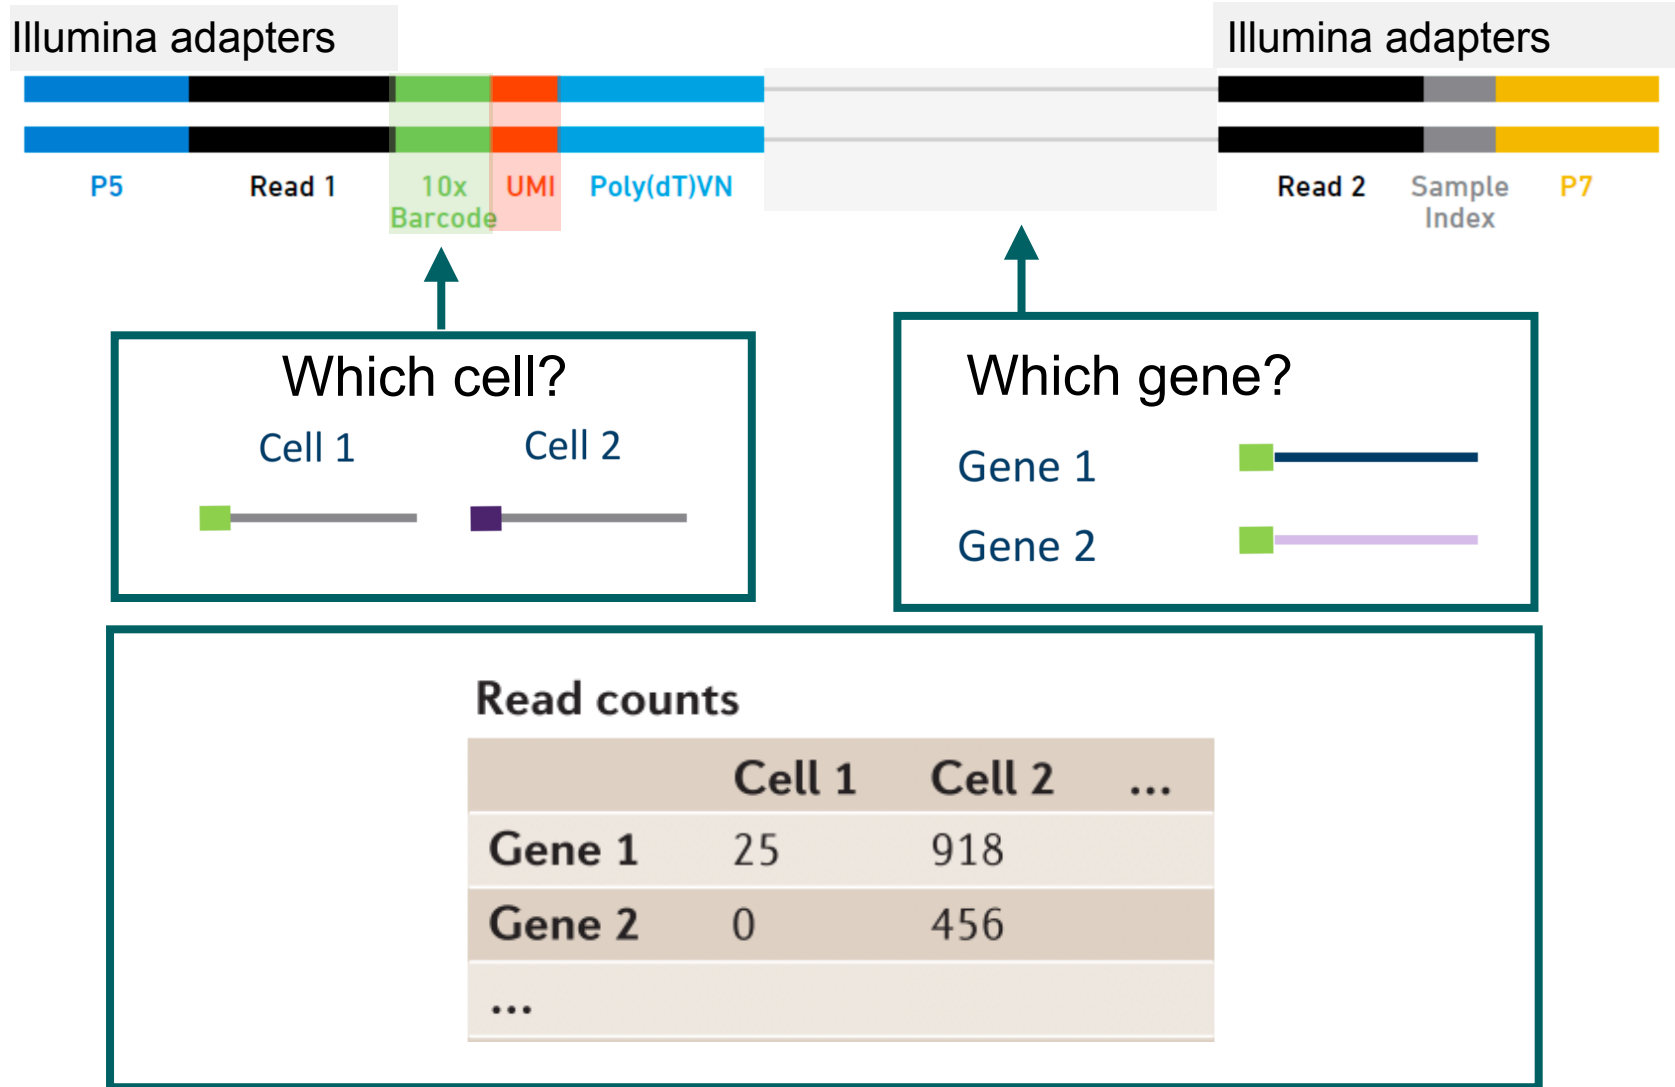 Illumina adapters
Illumina adapters
P5
Read 1
10x
Barcode
UMI
Poly(dT)VN
Read 2
Sample
Index
P7
Which cell?
Cell 1
Cell 2
Which gene?
Gene 1
Gene 2
Read counts
Cell 1 Cell 2 ...
Gene 1 25 918
Gene 2 0 456
...